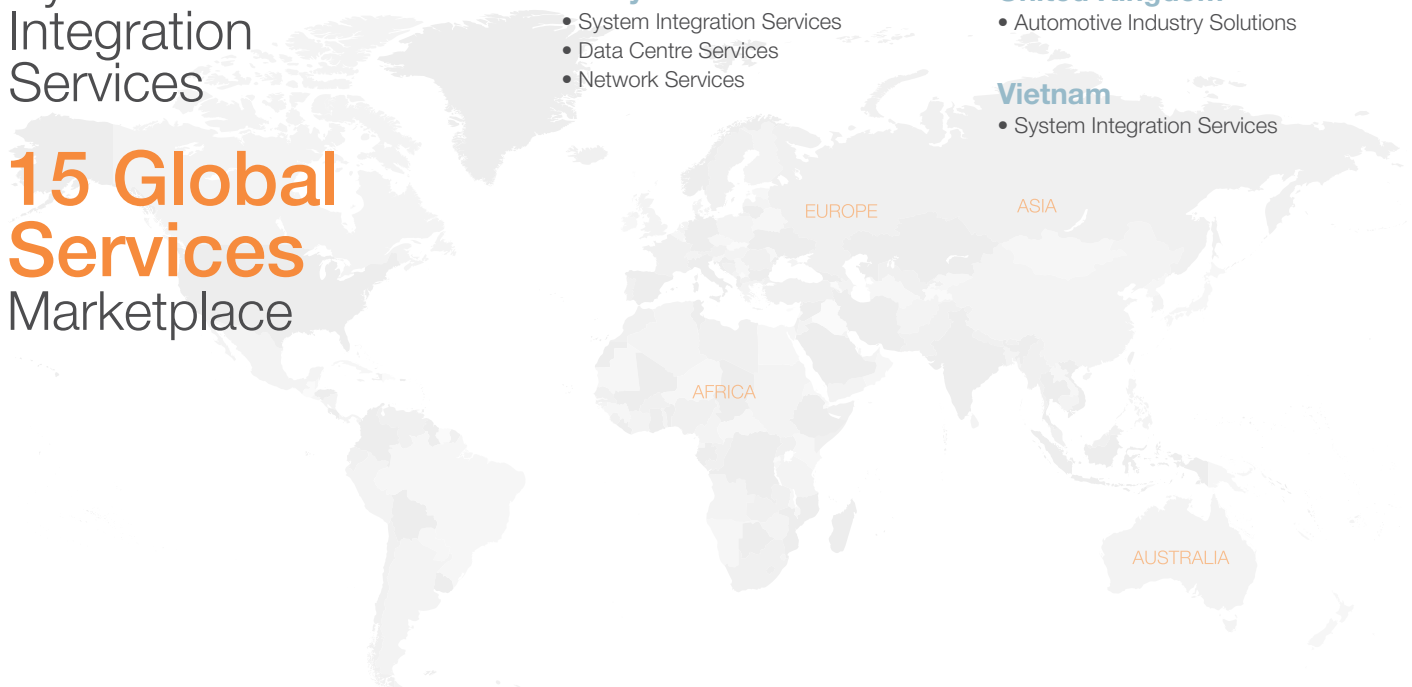 Integration
Services
15 Global
Services
Marketplace
• System Integration Services
• Data Centre Services
• Network Services
• Automotive Industry Solutions
Vietnam
• System Integration Services
EUROPE
ASIA
AFRICA
AUSTRALIA